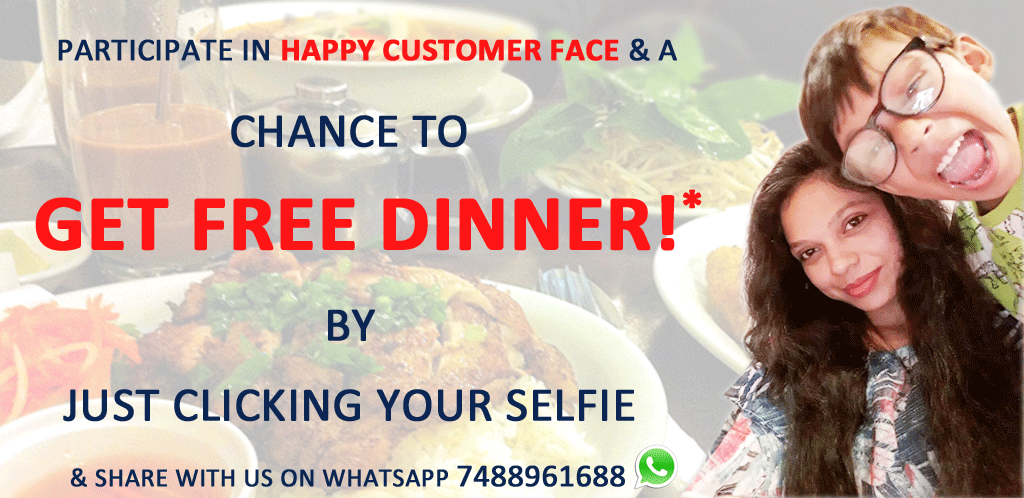 PARTICIPATE IN HAPPY CUSTOMER FACE & A
CHANCE TO
GET FREE DINNER!*
BY
JUST CLICKING YOUR SELFIE
& SHARE WITH US ON WHATSAPP 7488961688